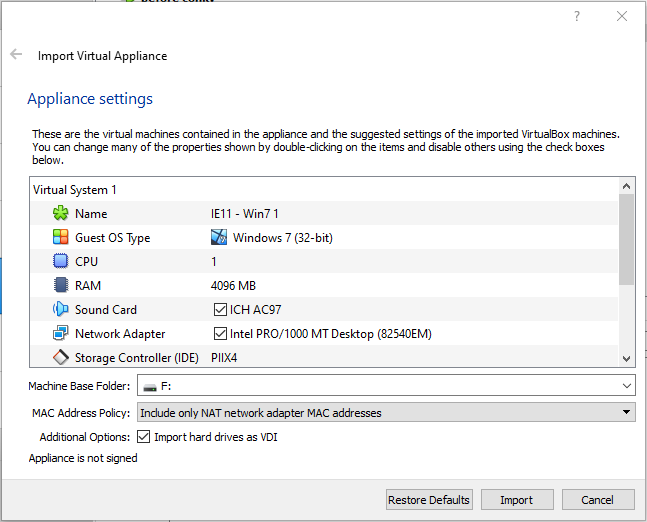 before conky
?
Import Virtual Appliance
Appliance settings
These are the virtual machines contained in the appliance and the suggested settings of the imported VirtualBox machines.
You can change many of the properties shown by double-clicking on the items and disable others using the check boxes
below.
Virtual System 1
Name IE11 - Win7 1
Guest OS Type Windows 7 (32-bit)
CPU 1
RAM 4096 MB
Sound Card ICH AC97
Network Adapter Intel PRO/1000 MT Desktop (82540EM)
Storage Controller (IDE) PIIX4
Machine Base Folder: F:
MAC Address Policy: Include only NAT network adapter MAC addresses
Additional Options: Import hard drives as VDI
Appliance is not signed
Restore Defaults Import Cancel